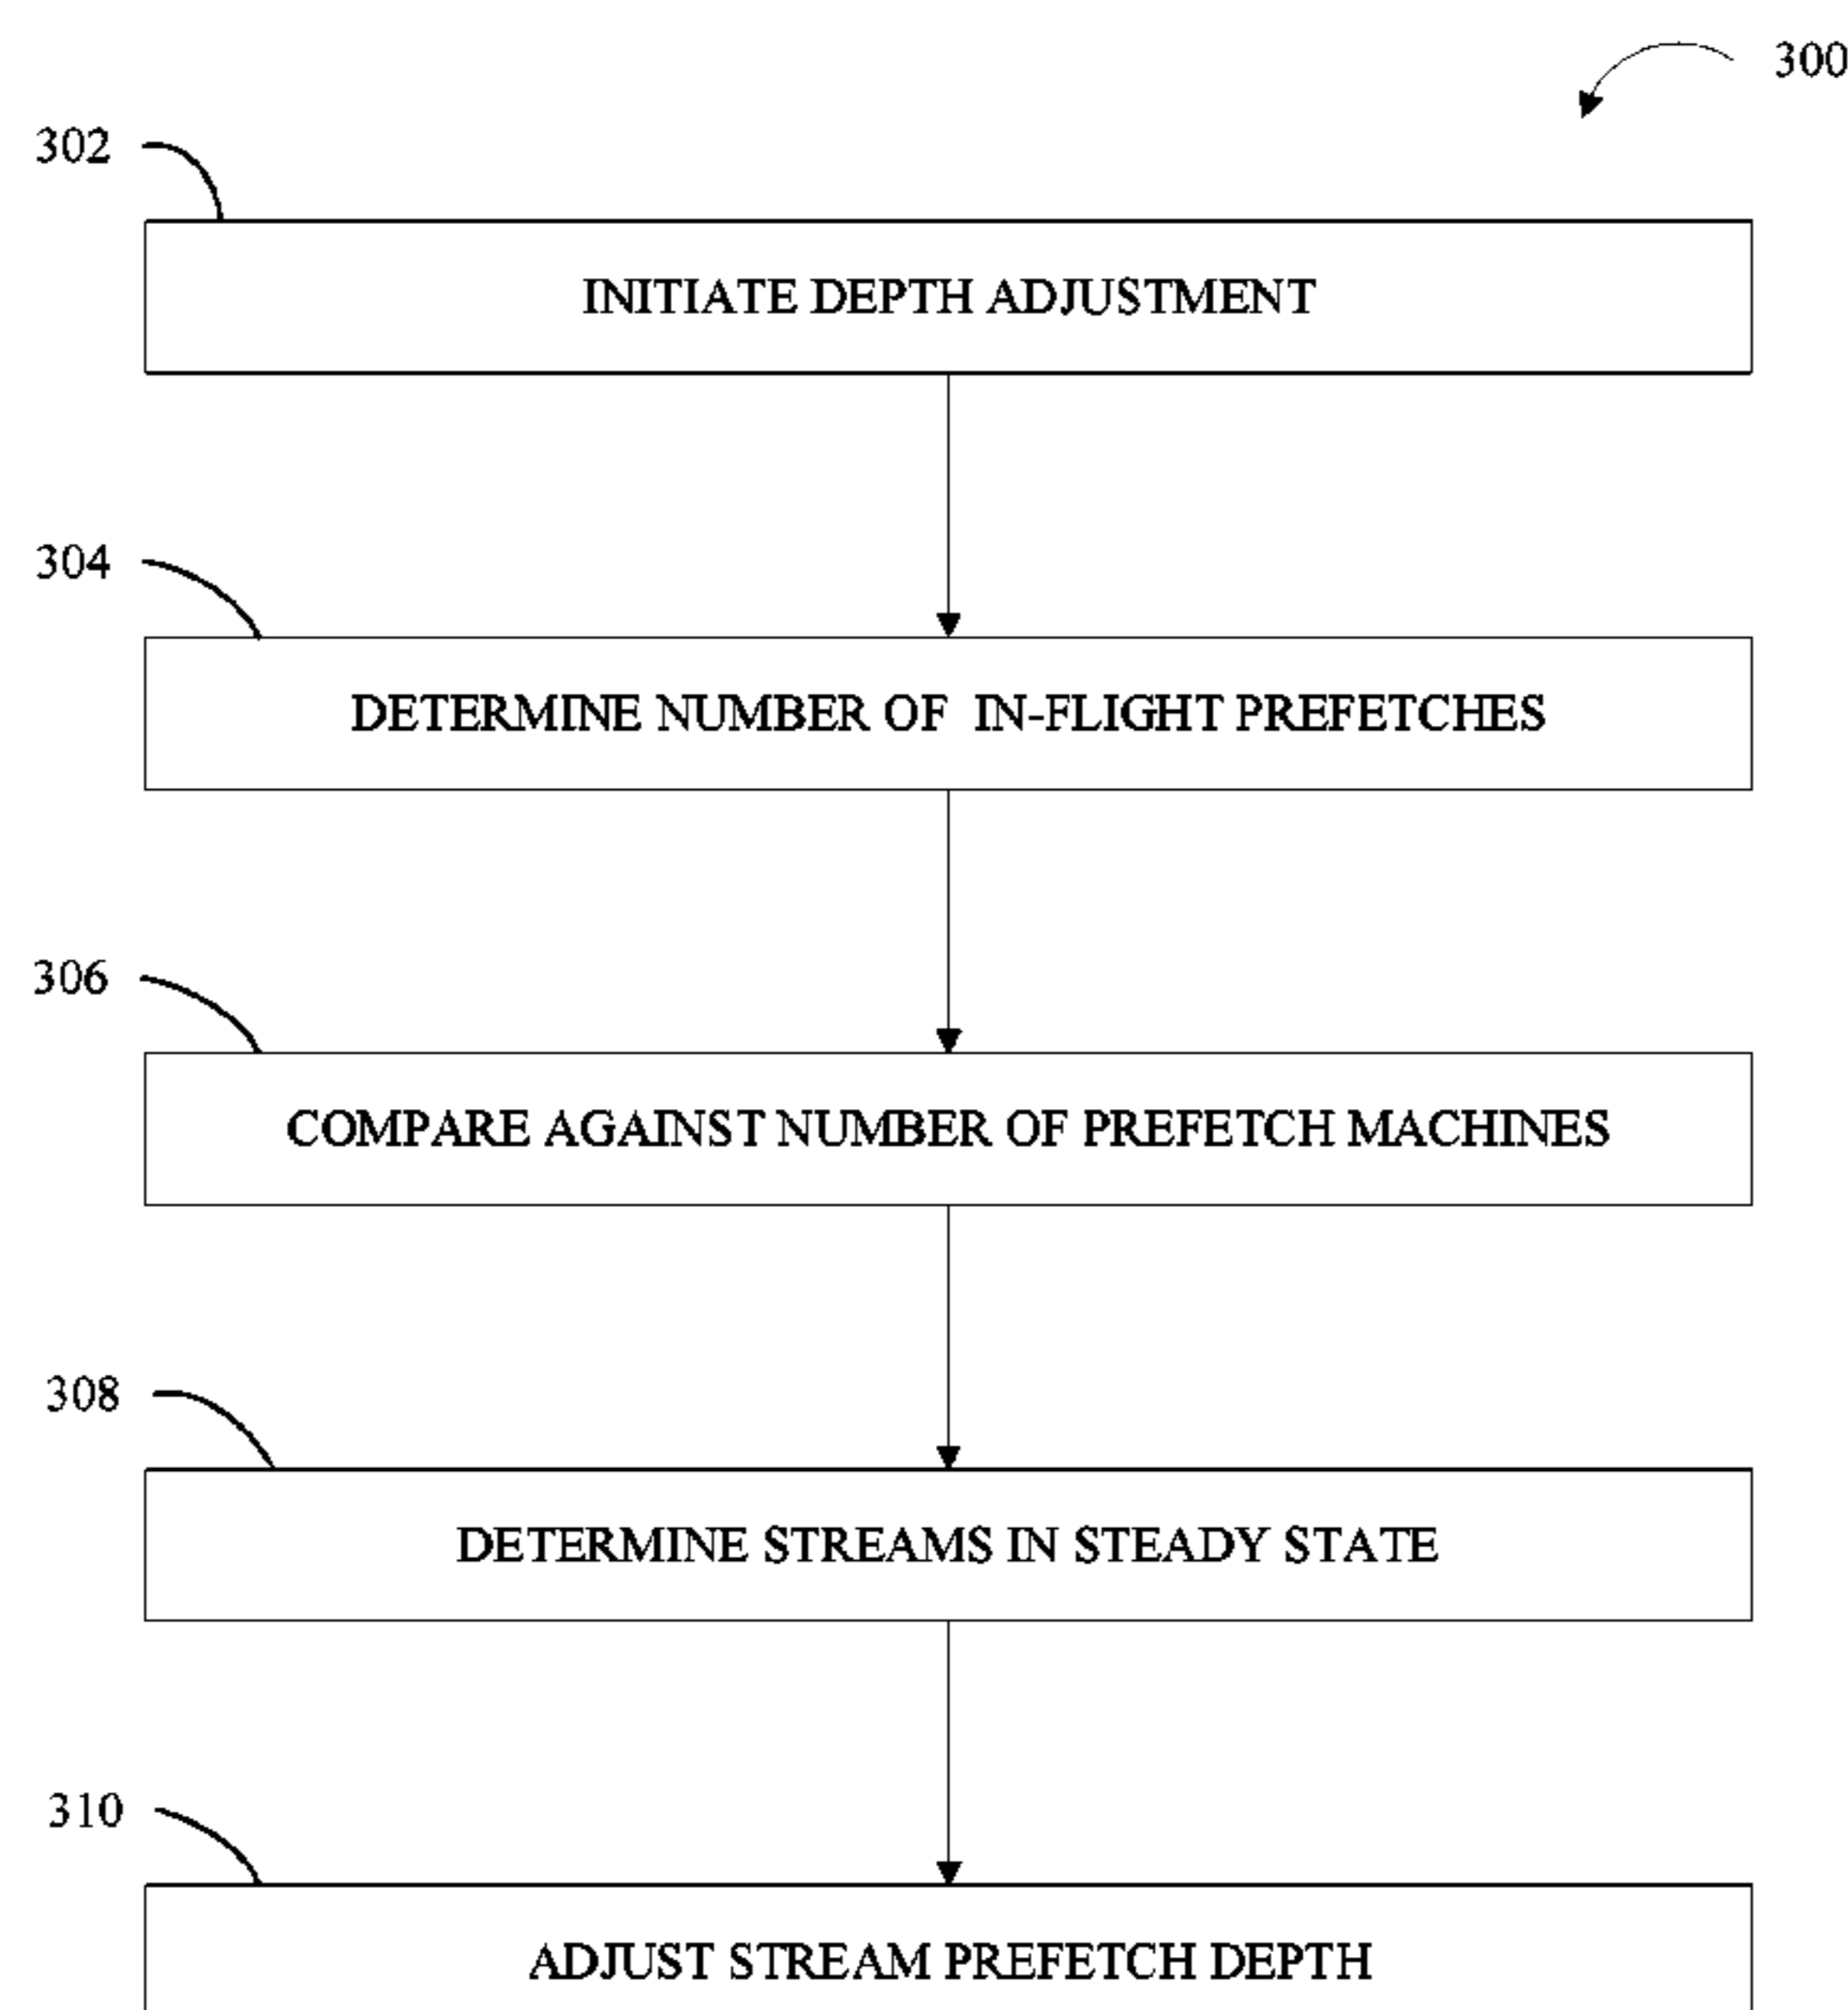 300
302
INITIATE DEPTH ADJUSTMENT
304
DETERMINE NUMBER OF IN-FLIGHT PREFETCHES
306
COMPARE AGAINST NUMBER OF PREFETCH MACHINES
308
DETERMINE STREAMS IN STEADY STATE
310
ADJUST STREAM PREFETCH DEPTH